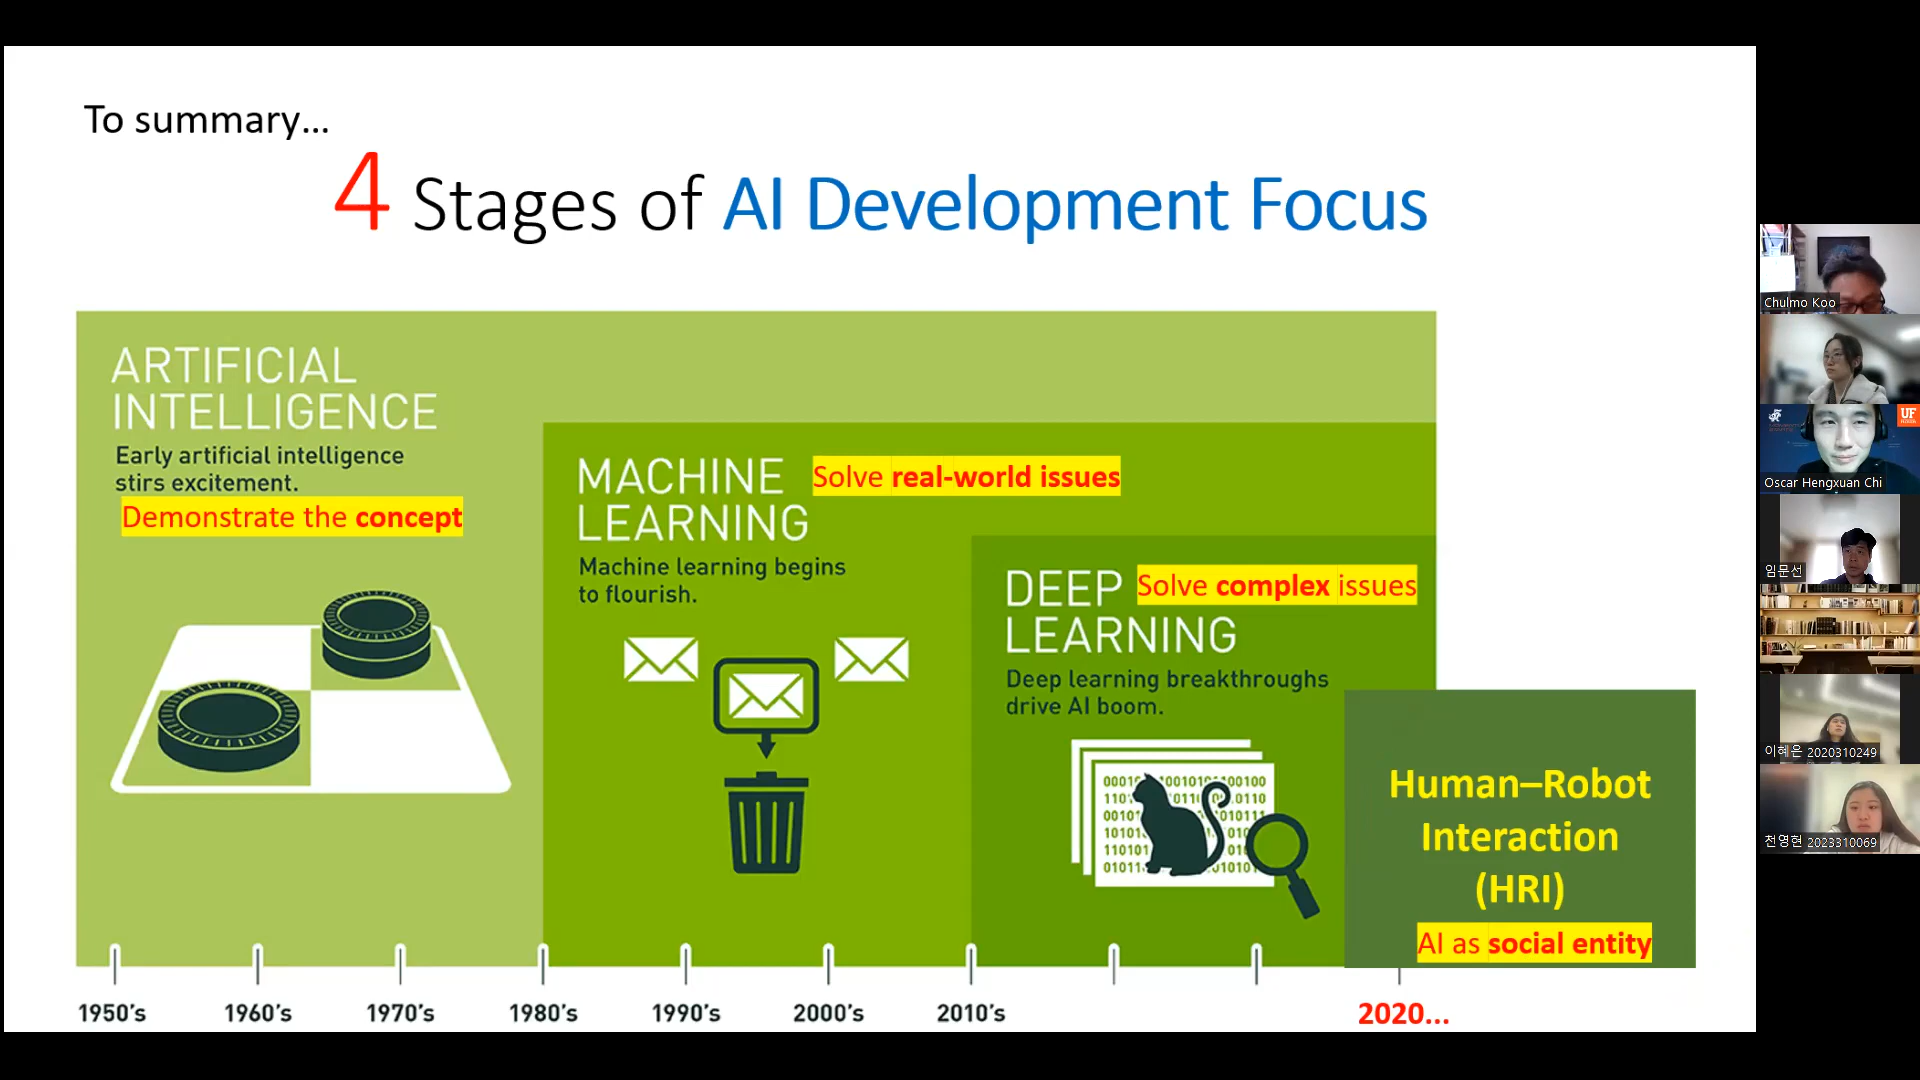 To summary...
4 Stages of AI Development Focus
ARTIFICIAL
INTELLIGENCE
Early artificial intelligence
stirs excitement.
Demonstrate the concept
MACHINE
LEARNING
Solve real-world issues
Machine learning begins
to flourish.
DEEP
LEARNING
Solve complex issues
Deep learning breakthroughs
drive AI boom.
Human–Robot
Interaction
(HRI)
AI as social entity
1950's 1960's 1970's 1980's 1990's 2000's 2010's 2020...
Chulmo Koo
UF
Oscar Hengxuan Chi
임문선
이혜은 2020310249
천영현 2023310069